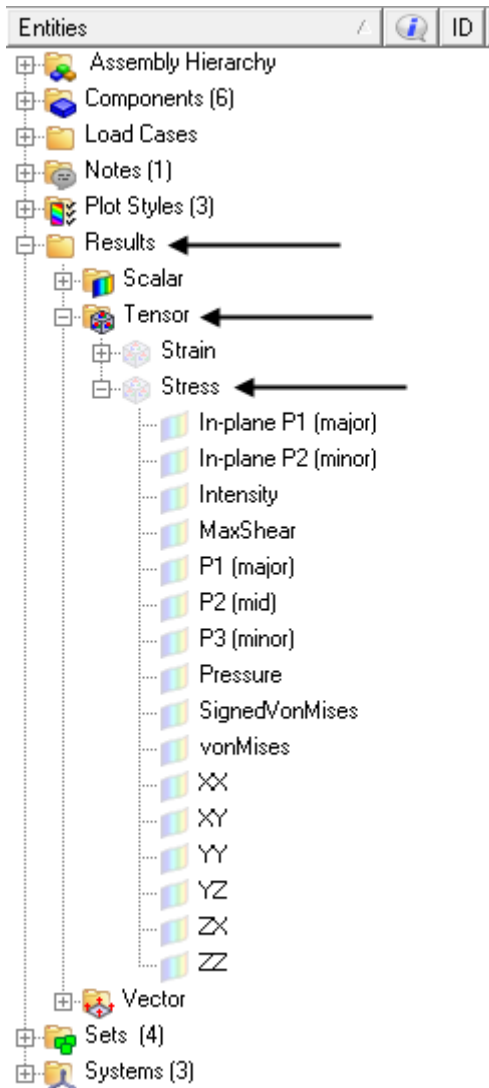 Entities ID
Assembly Hierarchy
Components (6)
Load Cases
Notes (1)
Plot Styles (3)
Results
Scalar
Tensor
Strain
Stress
In-plane P1 (major)
In-plane P2 (minor)
Intensity
MaxShear
P1 (major)
P2 (mid)
P3 (minor)
Pressure
SignedVonMises
vonMises
XX
XY
YY
YZ
ZX
ZZ
Vector
Sets (4)
Systems (3)